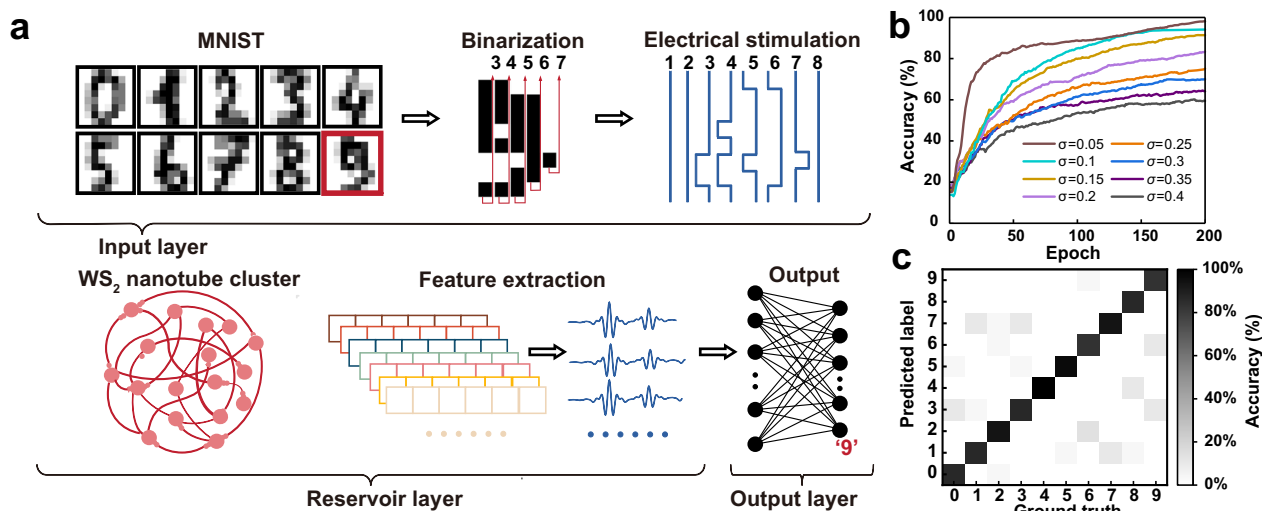 a
MNIST
Binarization
3 4 5 6 7
Electrical stimulation
1 2 3 4 5 6 7 8
Input layer
WS2 nanotube cluster
Feature extraction
Output
'9'
Reservoir layer
Output layer
b
Accuracy (%)
100
80
60
40
20
0
σ=0.05 σ=0.25
σ=0.1 σ=0.3
σ=0.15 σ=0.35
σ=0.2 σ=0.4
0 50 100 150 200
Epoch
c
Predicted label
9
8
7
6
5
4
3
2
1
0
0 1 2 3 4 5 6 7 8 9
Ground truth
100%
80%
60%
40%
20%
0%
Accuracy (%)